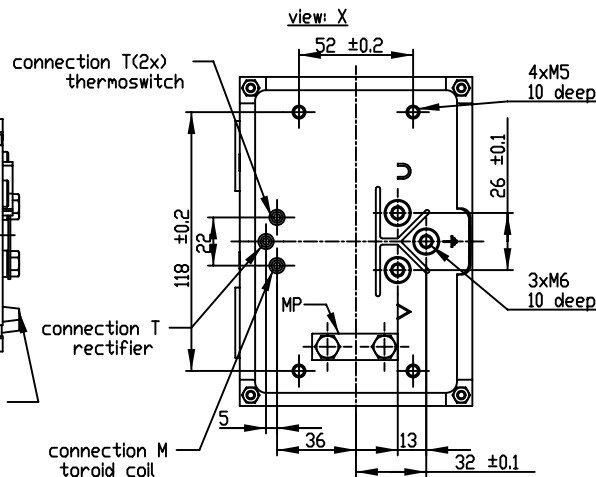 view: X
52 ±0.2
connection T(2x)
thermoswitch
4xM5
10 deep
U
26 ±0.1
118 ±0.2
22
3xM6
10 deep
MP
V
connection T
rectifier
5
36
13
connection M
toroid coil
32 ±0.1